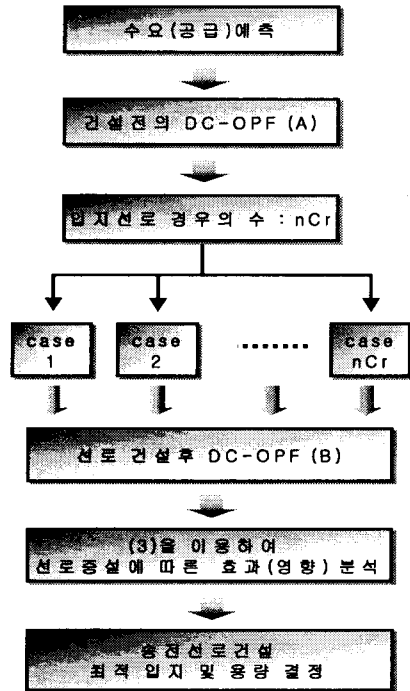 수요(공급)예측
건설전의 DC-OPF (A)
입지선로 경우의 수 : nCr
case
1
case
2
........
case
nCr
선로 건설후 DC-OPF (B)
(3)을 이용하여
선로증설에 따른 효과(영향) 분석
송전선로건설
최적 입지 및 용량 결정